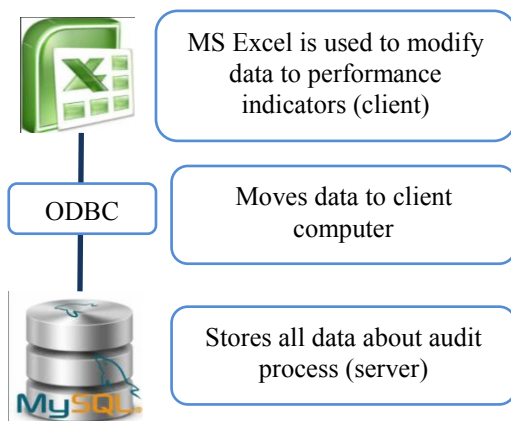 MS Excel is used to modify
data to performance
indicators (client)
ODBC
Moves data to client
computer
Stores all data about audit
process (server)
MySQL